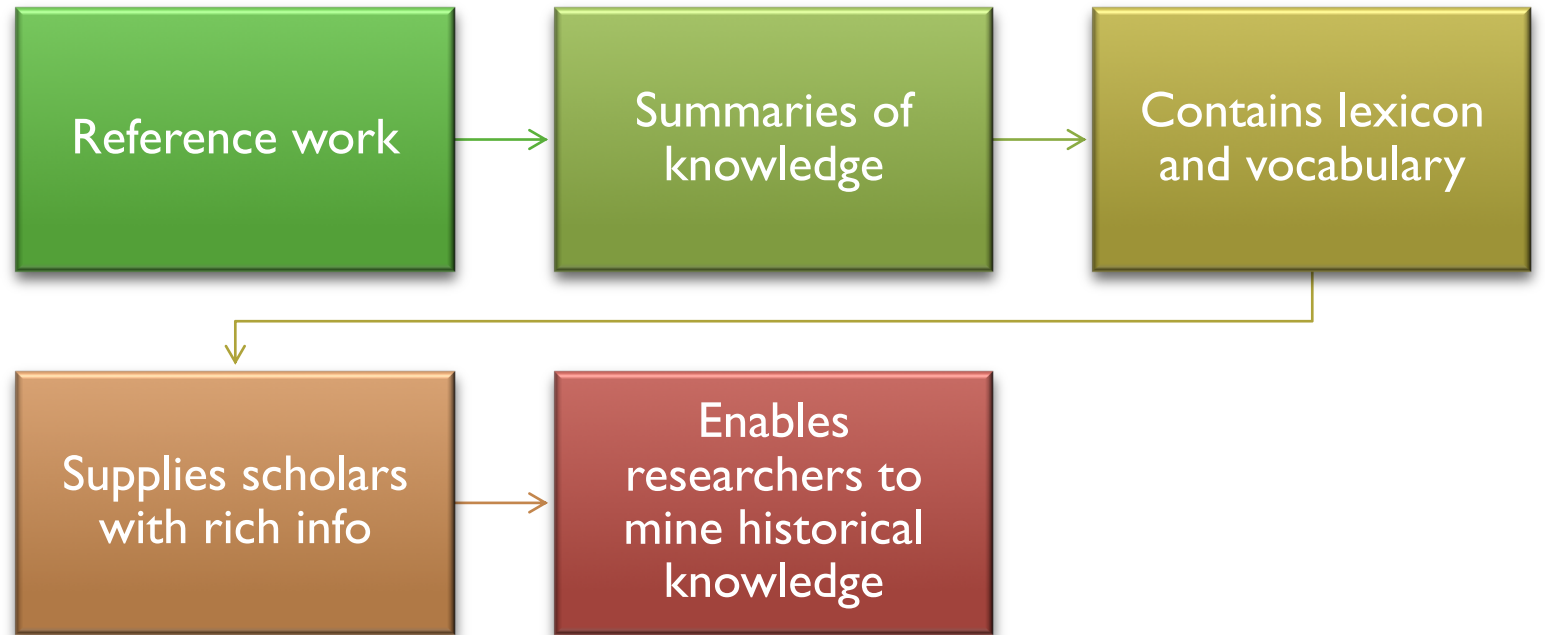 Reference work
Summaries of
knowledge
Contains lexicon
and vocabulary
Supplies scholars
with rich info
Enables
researchers to
mine historical
knowledge